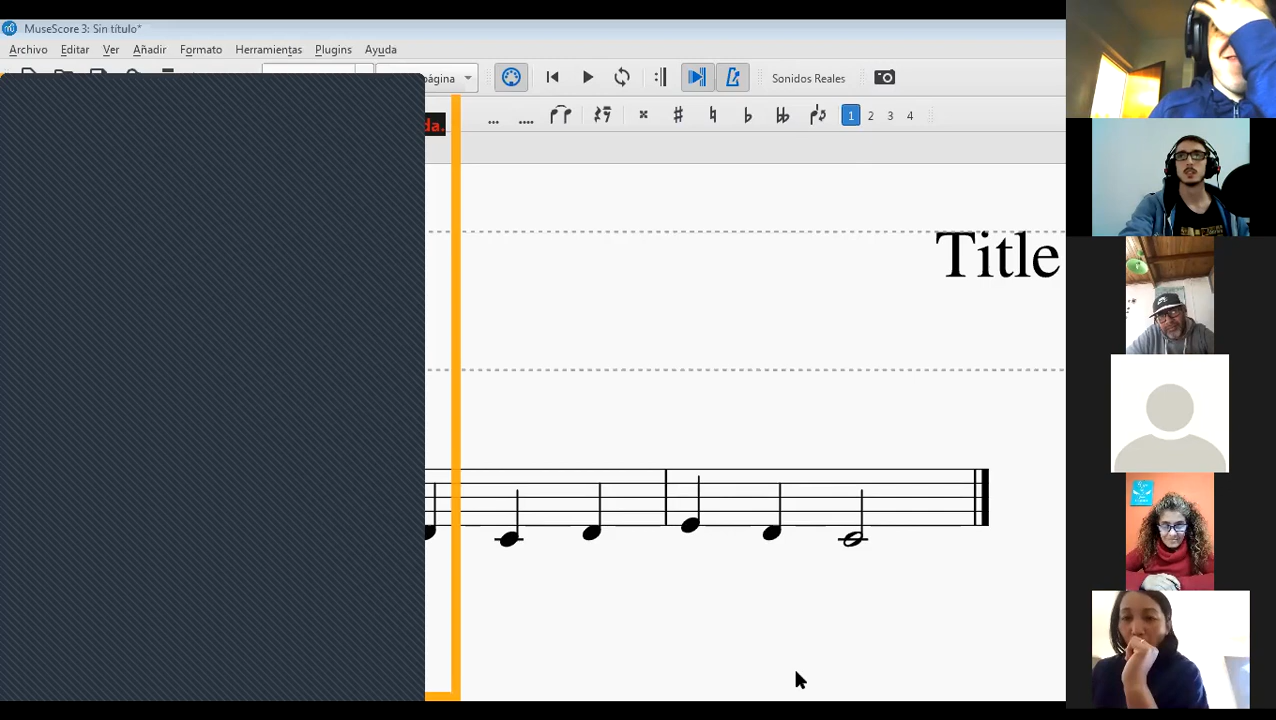 MuseScore 3: Sin título*
Archivo Editar Ver Añadir Formato Herramientas Plugins Ayuda
página Sonidos Reales
da. 1 2 3 4
Title